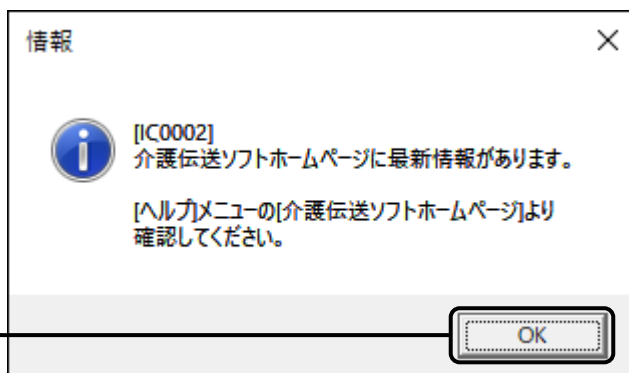 情報
[IC0002]
介護伝送ソフトホームページに最新情報があります。
[ヘルプ]メニューの[介護伝送ソフトホームページ]より
確認してください。
OK